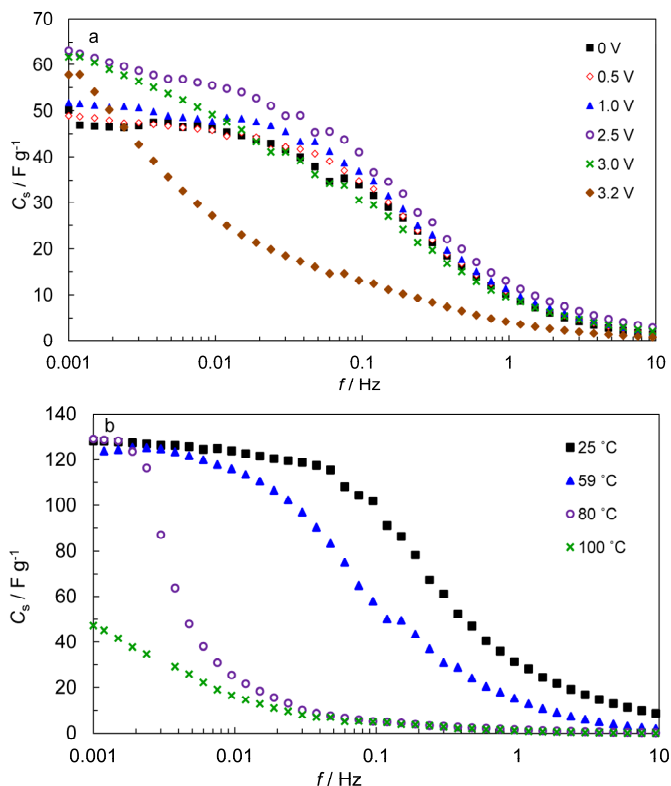 a
70
60
50
40
30
20
10
0
Cs / F g-1
0 V
0.5 V
1.0 V
2.5 V
3.0 V
3.2 V
0.001
0.01
0.1
1
10
f / Hz
b
140
120
100
80
60
40
20
0
Cs / F g-1
25 ˚C
59 ˚C
80 ˚C
100 ˚C
0.001
0.01
0.1
1
10
f / Hz